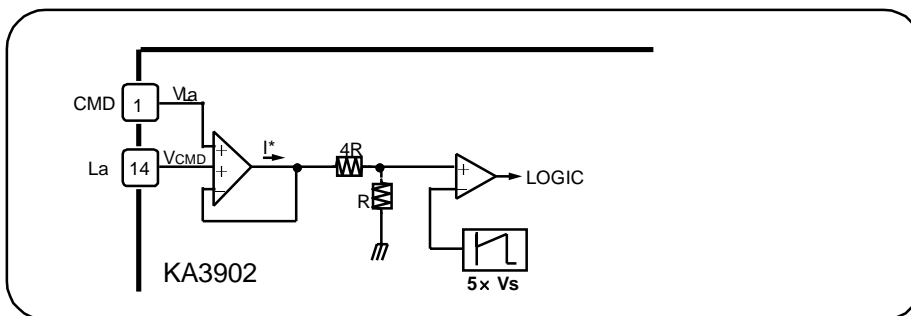 CMD 1 VLa
La 14 VCMD
+
+
−
I*
4R
R
+
−
LOGIC
5× Vs
KA3902